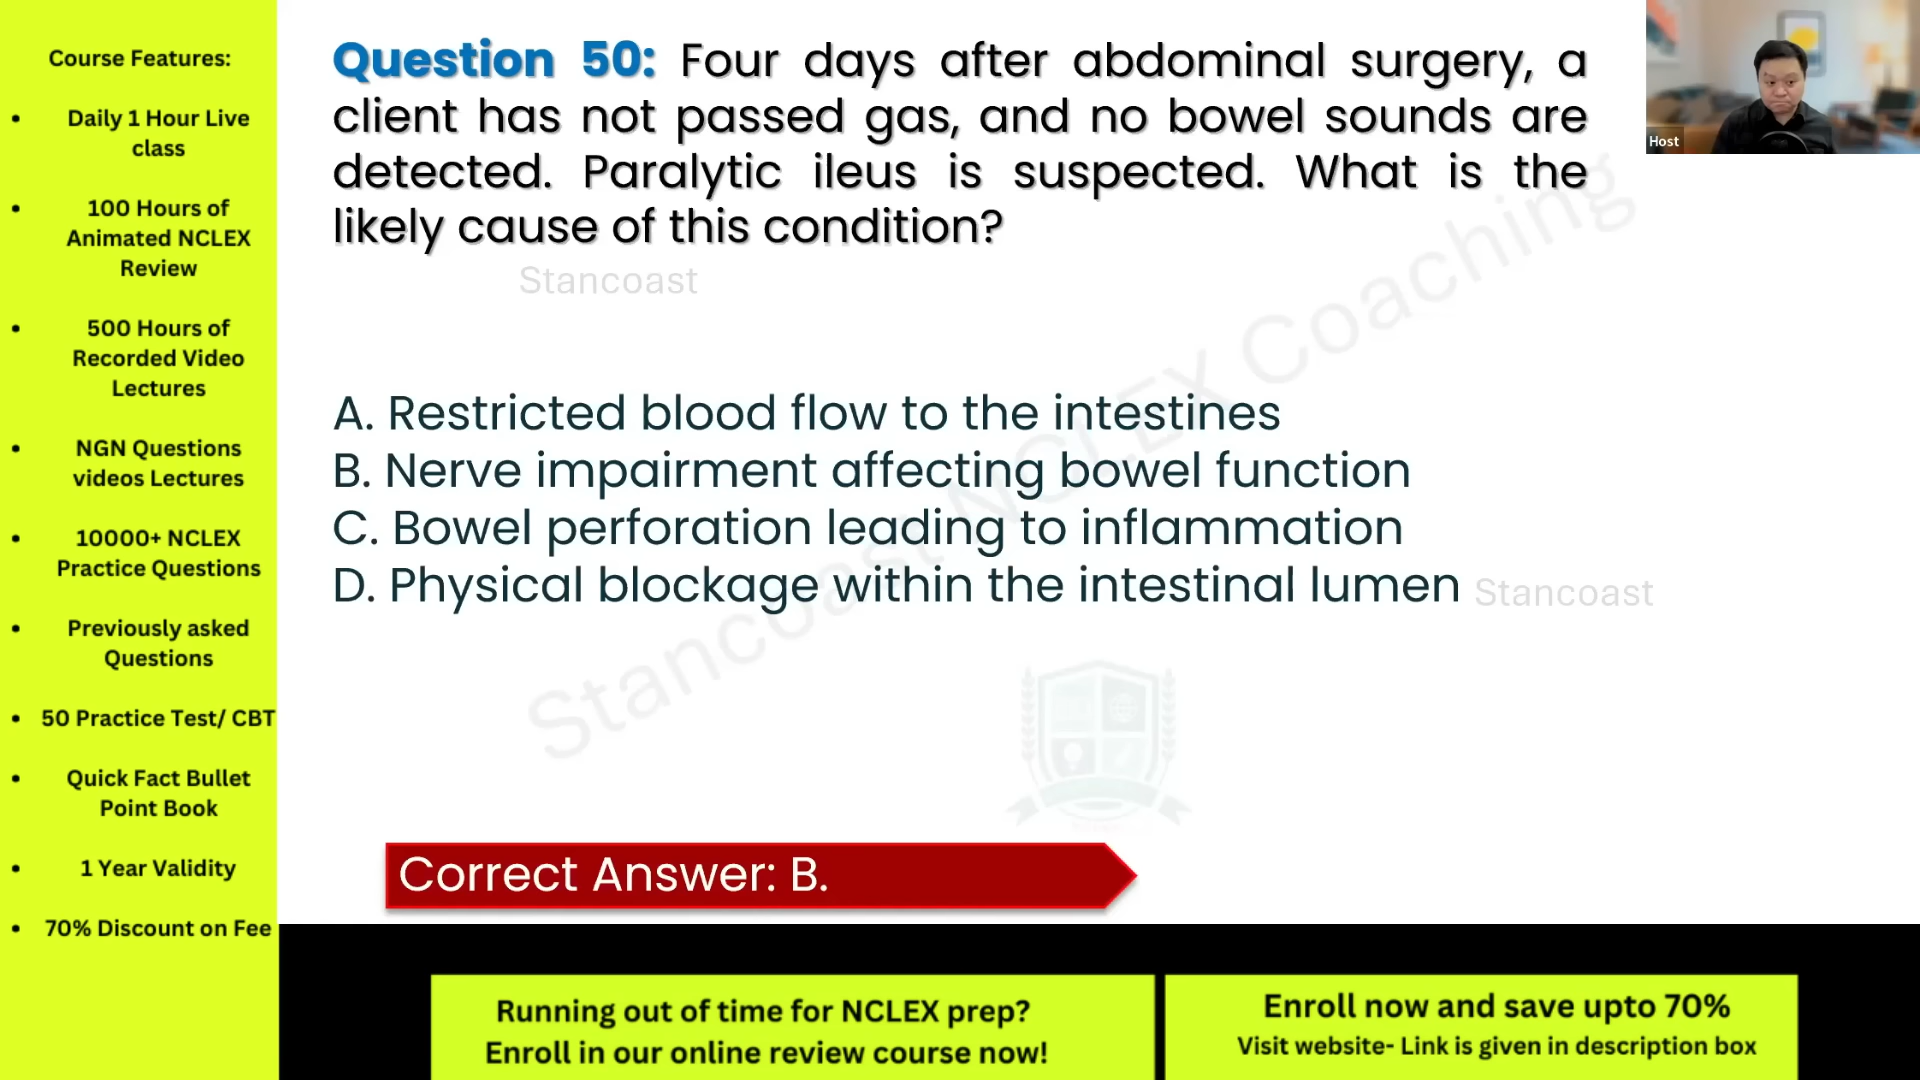 Course Features:
• Daily 1 Hour Live
class
• 100 Hours of
Animated NCLEX
Review
• 500 Hours of
Recorded Video
Lectures
• NGN Questions
videos Lectures
• 10000+ NCLEX
Practice Questions
• Previously asked
Questions
• 50 Practice Test/ CBT
• Quick Fact Bullet
Point Book
• 1 Year Validity
• 70% Discount on Fee
Question 50: Four days after abdominal surgery, a
client has not passed gas, and no bowel sounds are
detected. Paralytic ileus is suspected. What is the
likely cause of this condition?
Stancoast
A. Restricted blood flow to the intestines
B. Nerve impairment affecting bowel function
C. Bowel perforation leading to inflammation
D. Physical blockage within the intestinal lumen
Stancoast
Stancoast NCLEX Coaching
Correct Answer: B.
Host
Running out of time for NCLEX prep?
Enroll in our online review course now!
Enroll now and save upto 70%
Visit website- Link is given in description box